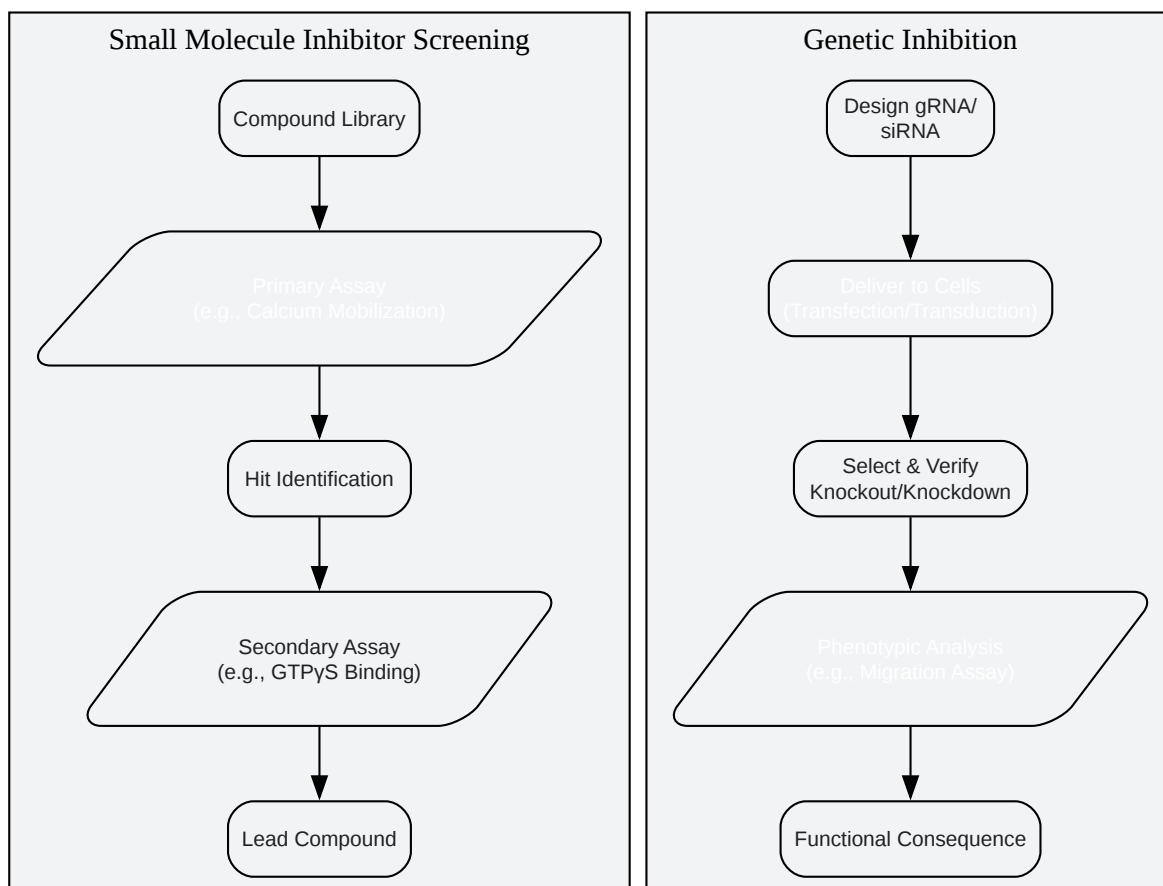 Small Molecule Inhibitor Screening
Compound Library
Primary Assay
(e.g., Calcium Mobilization)
Hit Identification
Secondary Assay
(e.g., GTPγS Binding)
Lead Compound
Genetic Inhibition
Design gRNA/
siRNA
Deliver to Cells
(Transfection/Transduction)
Select & Verify
Knockout/Knockdown
Phenotypic Analysis
(e.g., Migration Assay)
Functional Consequence